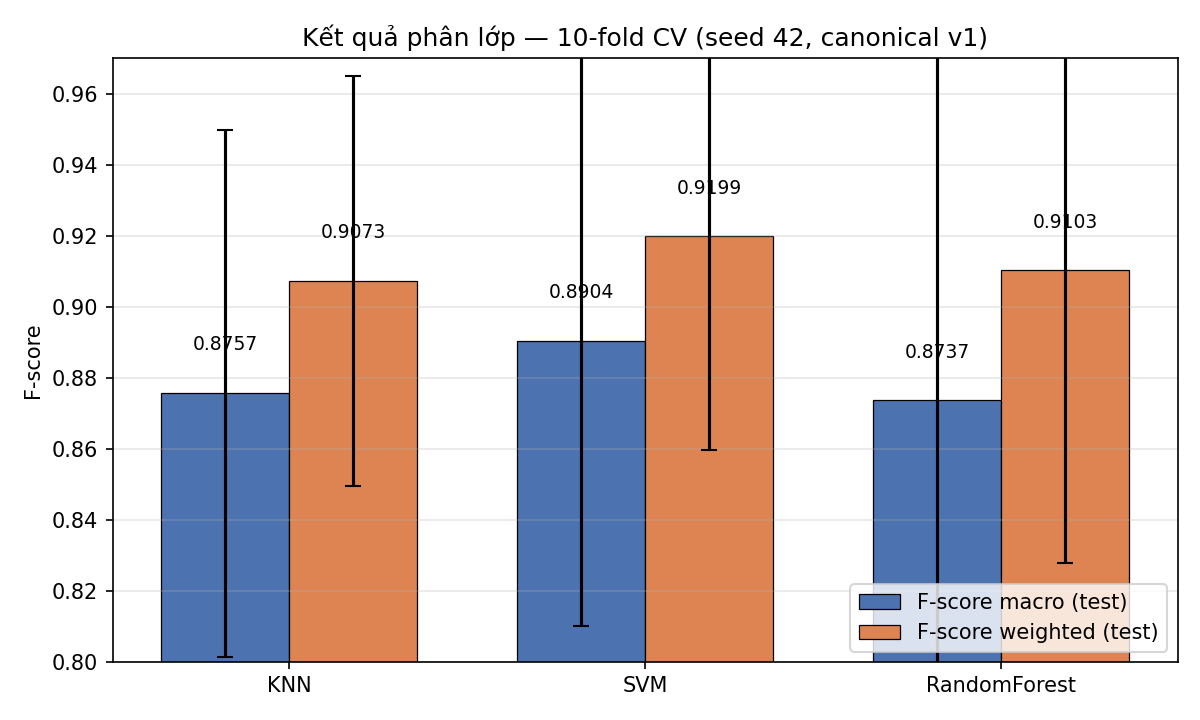 Kết quả phân lớp — 10-fold CV (seed 42, canonical v1)
F-score
0.96
0.94
0.92
0.90
0.88
0.86
0.84
0.82
0.80
0.8757
0.9073
0.8904
0.9199
0.8737
0.9103
F-score macro (test)
F-score weighted (test)
KNN
SVM
RandomForest